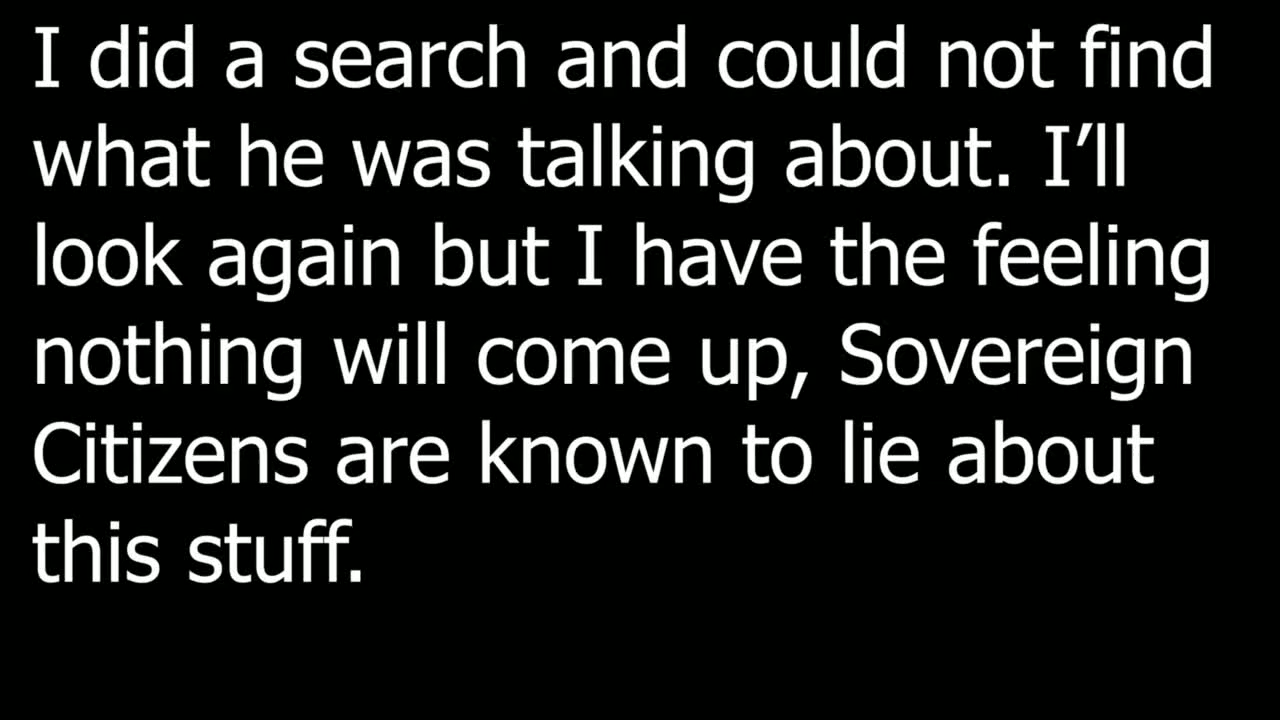 I did a search and could not find
what he was talking about. I’ll
look again but I have the feeling
nothing will come up, Sovereign
Citizens are known to lie about
this stuff.